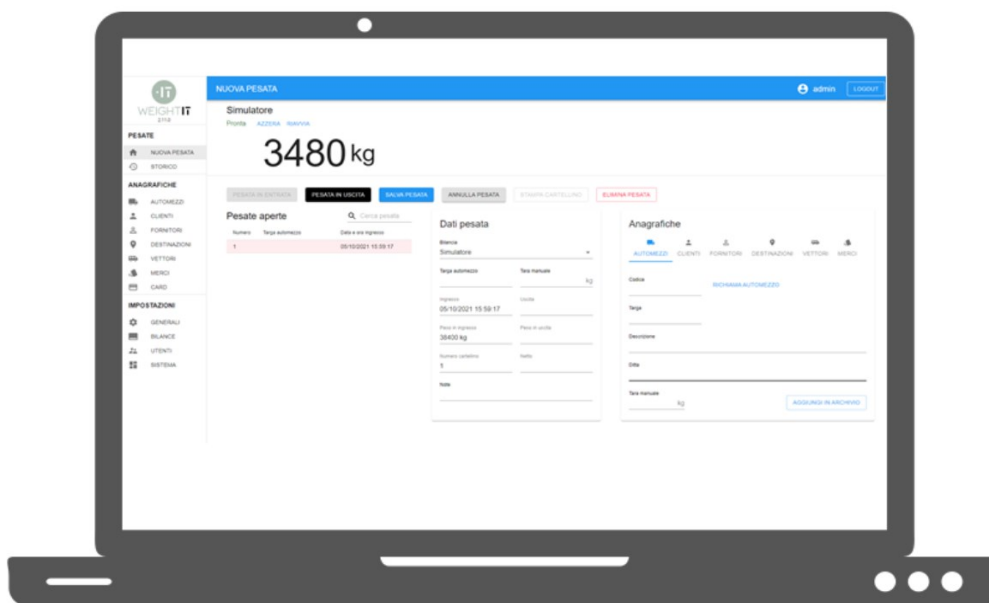 NUOVA PESATA
admin
LOGOUT
WEIGHTIT
Simulatore
Pronta AZZERA RIAVVIA
3480 kg
PESATE
NUOVA PESATA
STORICO
ANAGRAFICHE
AUTOMEZZI
CLIENTI
FORNITORI
DESTINAZIONI
VETTORI
MERCI
CARD
IMPOSTAZIONI
GENERALI
BILANCE
UTENTI
SISTEMA
PESATA IN ENTRATA PESATA IN USCITA SALVA PESATA ANNULLA PESATA STAMPA CARTELLINO ELIMINA PESATA
Pesate aperte
Cerca pesata
Numero Targa automezzo Data e ora ingresso
1 05/10/2021 15:59:17
Dati pesata
Bilancia
Simulatore
Targa automezzo Tara manuale
kg
Ingresso Uscita
05/10/2021 15:59:17
Peso in ingresso Peso in uscita
38400 kg
Numero cartellino Netto
1
Note
Anagrafiche
AUTOMEZZI CLIENTI FORNITORI DESTINAZIONI VETTORI MERCI
Codice
RICHIAMA AUTOMEZZO
Targa
Descrizione
Ditta
Tara manuale
kg
AGGIUNGI IN ARCHIVIO